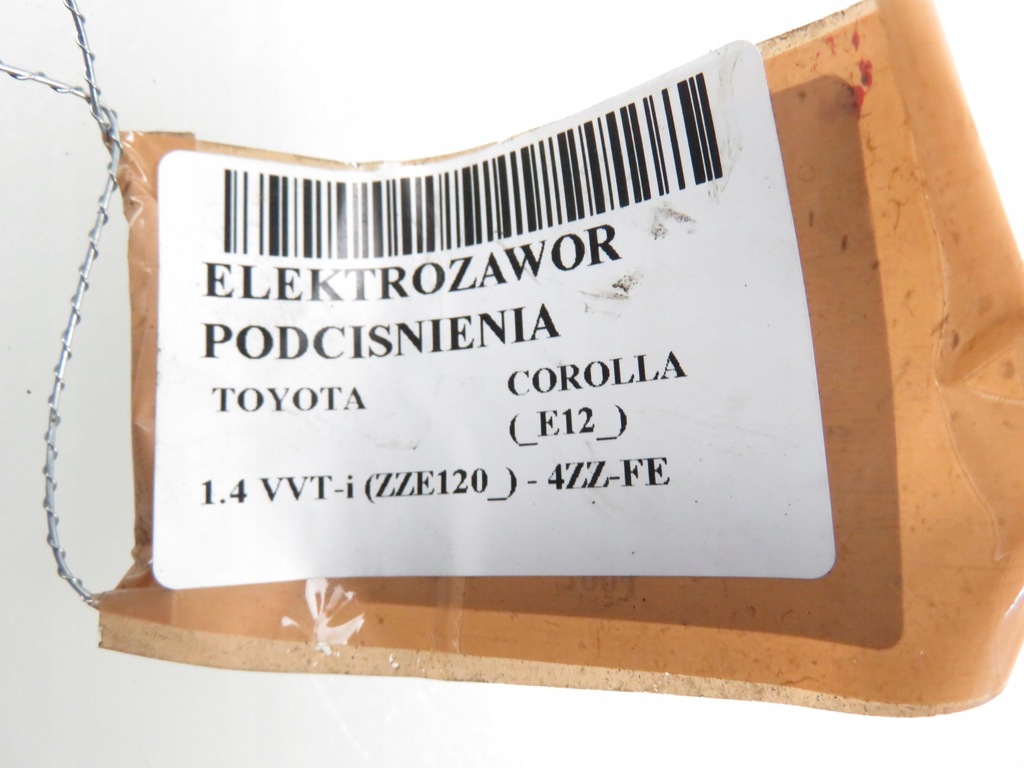 ELEKTROZAWOR
PODCISNIENIA
TOYOTA COROLLA
(_E12_)
1.4 VVT-i (ZZE120_) - 4ZZ-FE